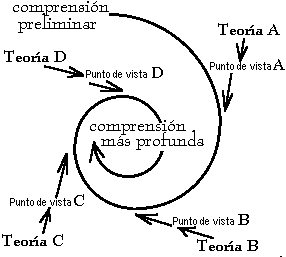 comprensión
preliminar
Teoría A
Punto de vista A
Teoría D
Punto de vista D
comprensión
más profunda
Punto de vista C
Teoría C
Punto de vista B
Teoría B